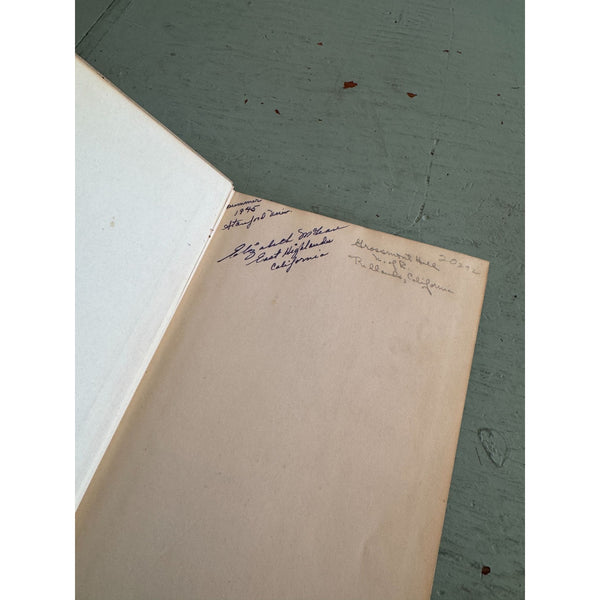 summer
1945
Stanford Univ.
Elizabeth McLean
East Highlands
California
Grossmont Hall
U. of R.
Redlands, California